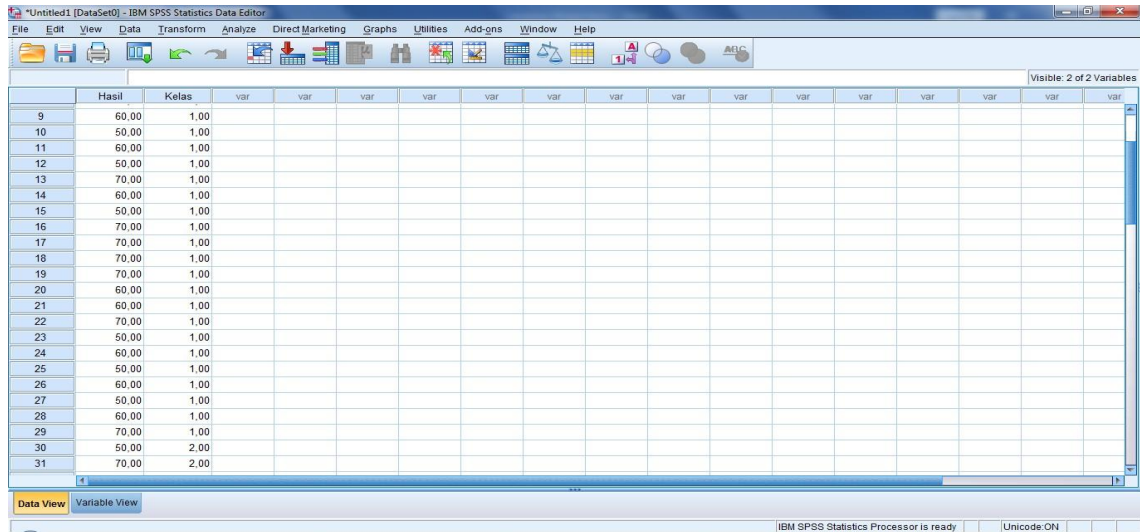 *Untitled1 [DataSet0] - IBM SPSS Statistics Data Editor
File Edit View Data Transform Analyze Direct Marketing Graphs Utilities Add-ons Window Help
Visible: 2 of 2 Variables
Hasil Kelas var var var var var var var var var var var var var var
9 60,00 1,00
10 50,00 1,00
11 60,00 1,00
12 50,00 1,00
13 70,00 1,00
14 60,00 1,00
15 50,00 1,00
16 70,00 1,00
17 70,00 1,00
18 70,00 1,00
19 70,00 1,00
20 60,00 1,00
21 60,00 1,00
22 70,00 1,00
23 50,00 1,00
24 60,00 1,00
25 50,00 1,00
26 60,00 1,00
27 50,00 1,00
28 60,00 1,00
29 70,00 1,00
30 50,00 2,00
31 70,00 2,00
Data View Variable View
IBM SPSS Statistics Processor is ready Unicode:ON